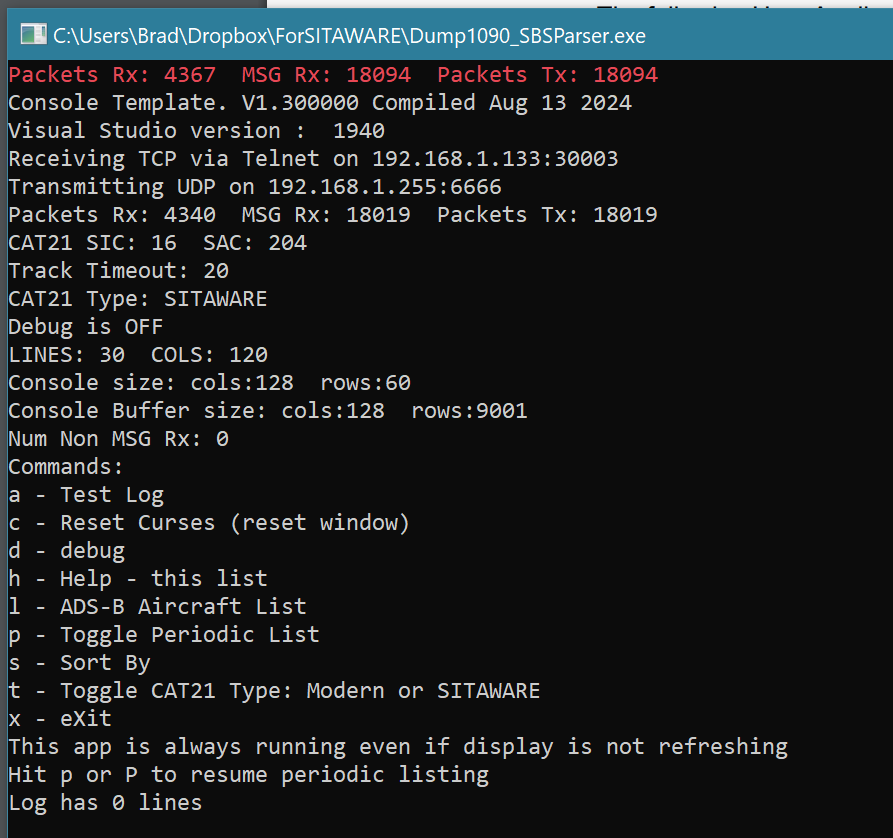 C:\Users\Brad\Dropbox\ForSITAWARE\Dump1090_SBSParser.exe
Packets Rx: 4367  MSG Rx: 18094  Packets Tx: 18094
Console Template. V1.300000 Compiled Aug 13 2024
Visual Studio version :  1940
Receiving TCP via Telnet on 192.168.1.133:30003
Transmitting UDP on 192.168.1.255:6666
Packets Rx: 4340  MSG Rx: 18019  Packets Tx: 18019
CAT21 SIC: 16  SAC: 204
Track Timeout: 20
CAT21 Type: SITAWARE
Debug is OFF
LINES: 30  COLS: 120
Console size: cols:128  rows:60
Console Buffer size: cols:128  rows:9001
Num Non MSG Rx: 0
Commands:
a - Test Log
c - Reset Curses (reset window)
d - debug
h - Help - this list
l - ADS-B Aircraft List
p - Toggle Periodic List
s - Sort By
t - Toggle CAT21 Type: Modern or SITAWARE
x - eXit
This app is always running even if display is not refreshing
Hit p or P to resume periodic listing
Log has 0 lines